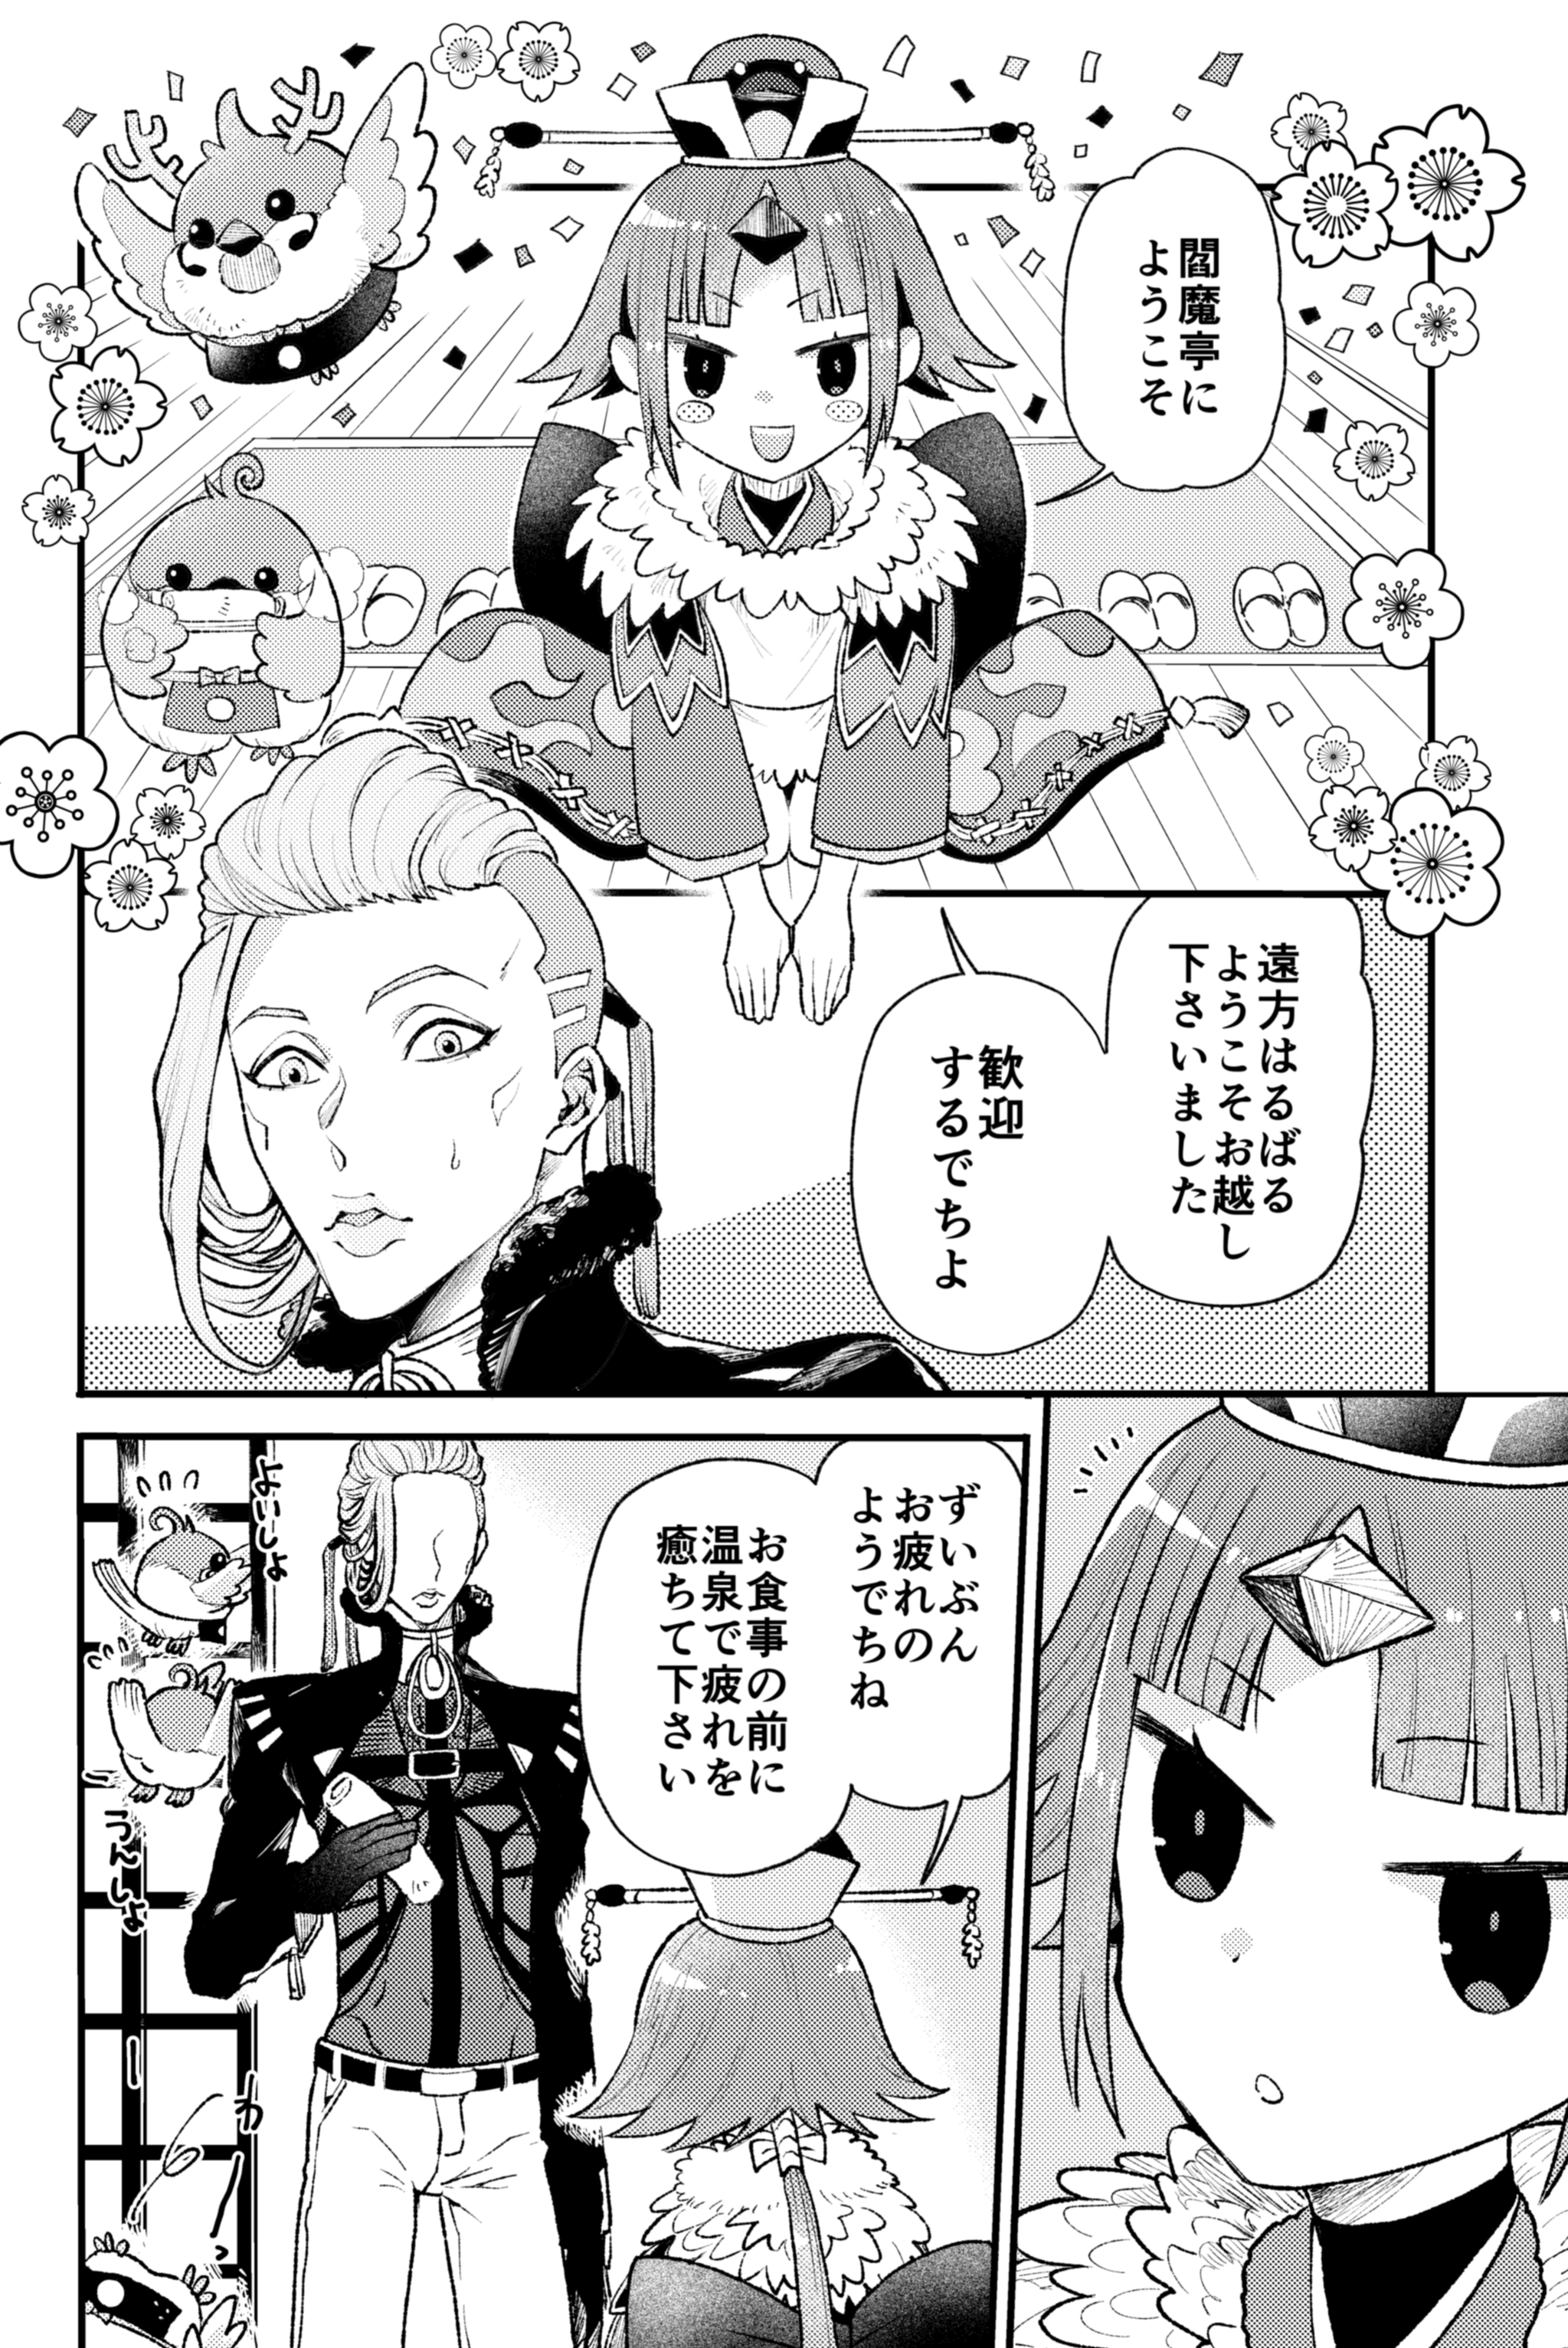 閻魔亭に
ようこそ
遠方はるばる
ようこそお越し
下さいました
歓迎
するでちよ
ずいぶん
お疲れの
ようでちね
お食事の前に
温泉で疲れを
癒ちて下さい
よいしょ
うんしょ
わーっ